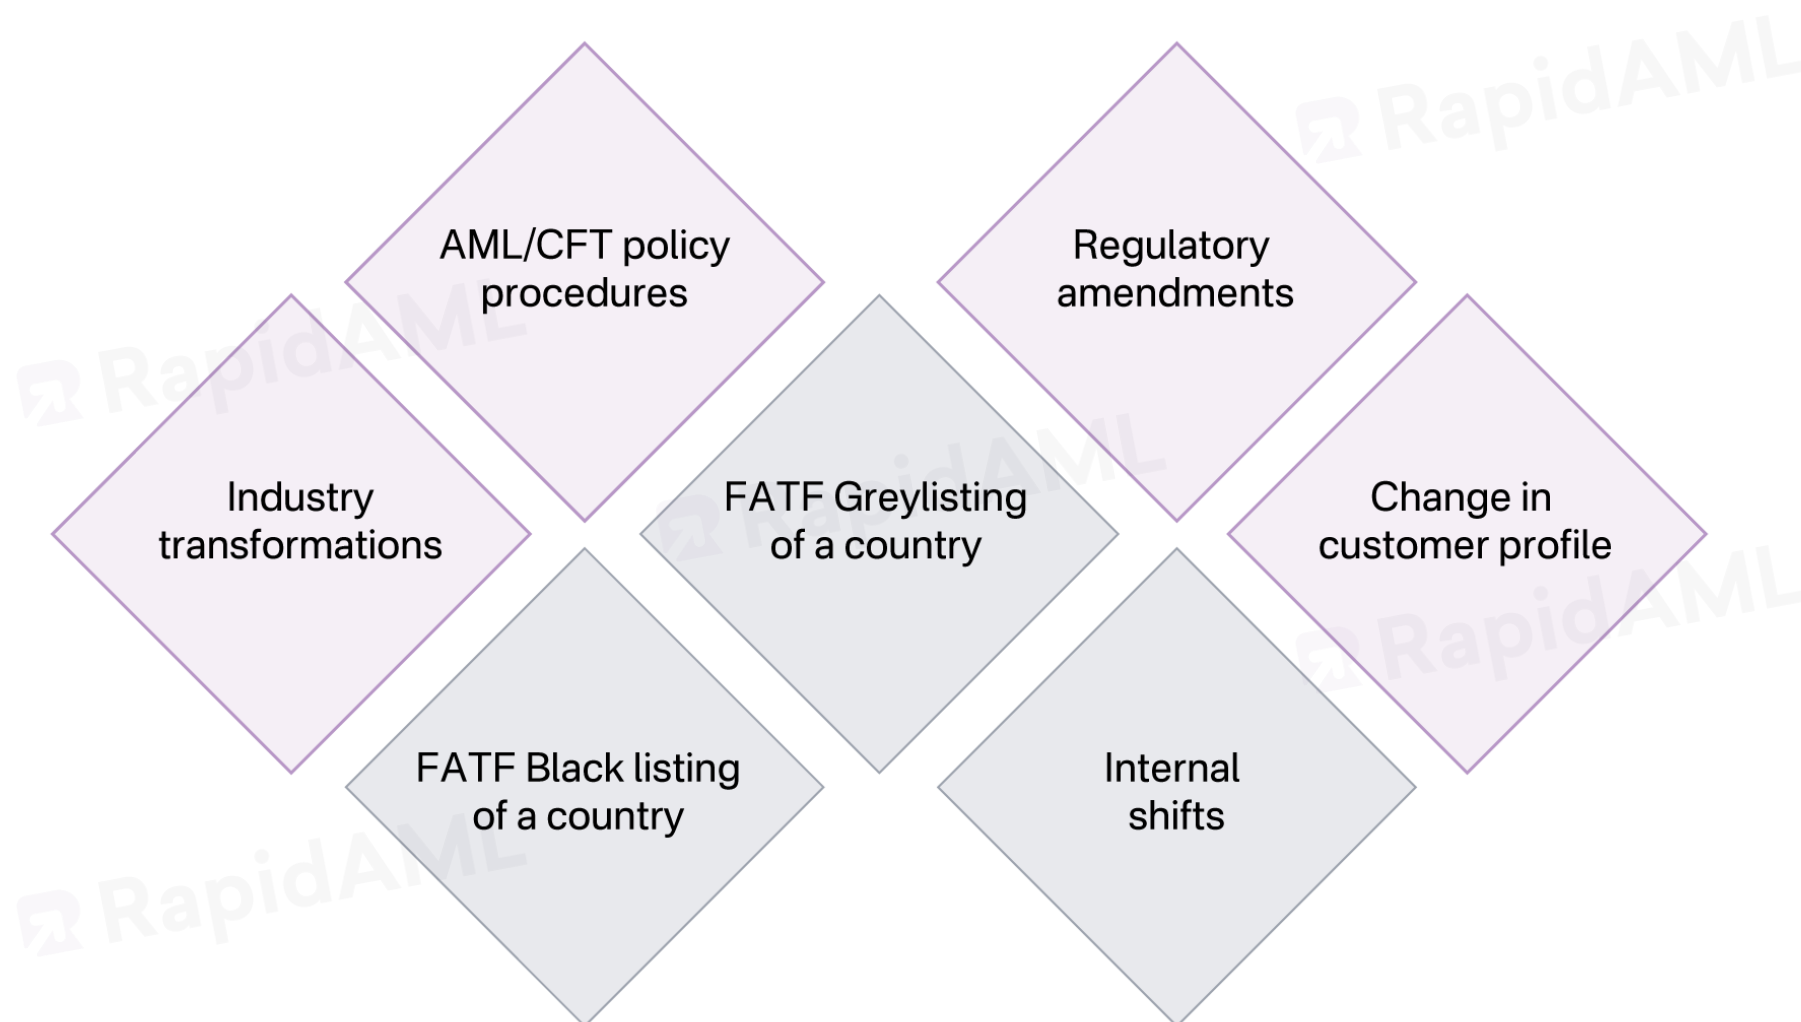 AML/CFT policy
procedures
Regulatory
amendments
Industry
transformations
FATF Greylisting
of a country
Change in
customer profile
FATF Black listing
of a country
Internal
shifts
RapidAML
RapidAML
RapidAML
RapidAML
RapidAML